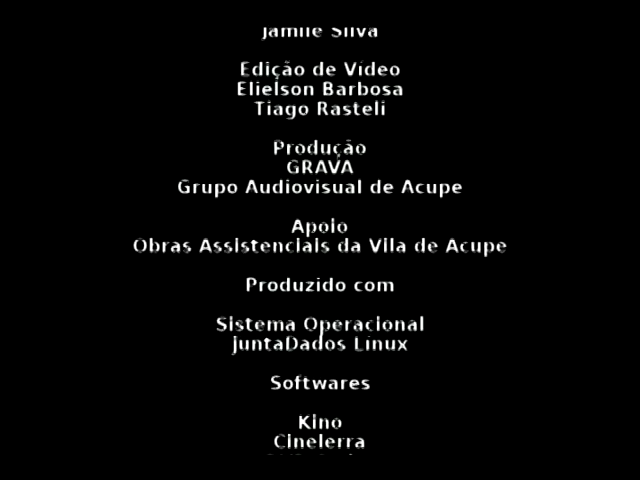 Jamile Silva
Edição de Vídeo
Elielson Barbosa
Tiago Rasteli
Produção
GRAVA
Grupo Audiovisual de Acupe
Apoio
Obras Assistenciais da Vila de Acupe
Produzido com
Sistema Operacional
juntaDados Linux
Softwares
Kino
Cinelerra